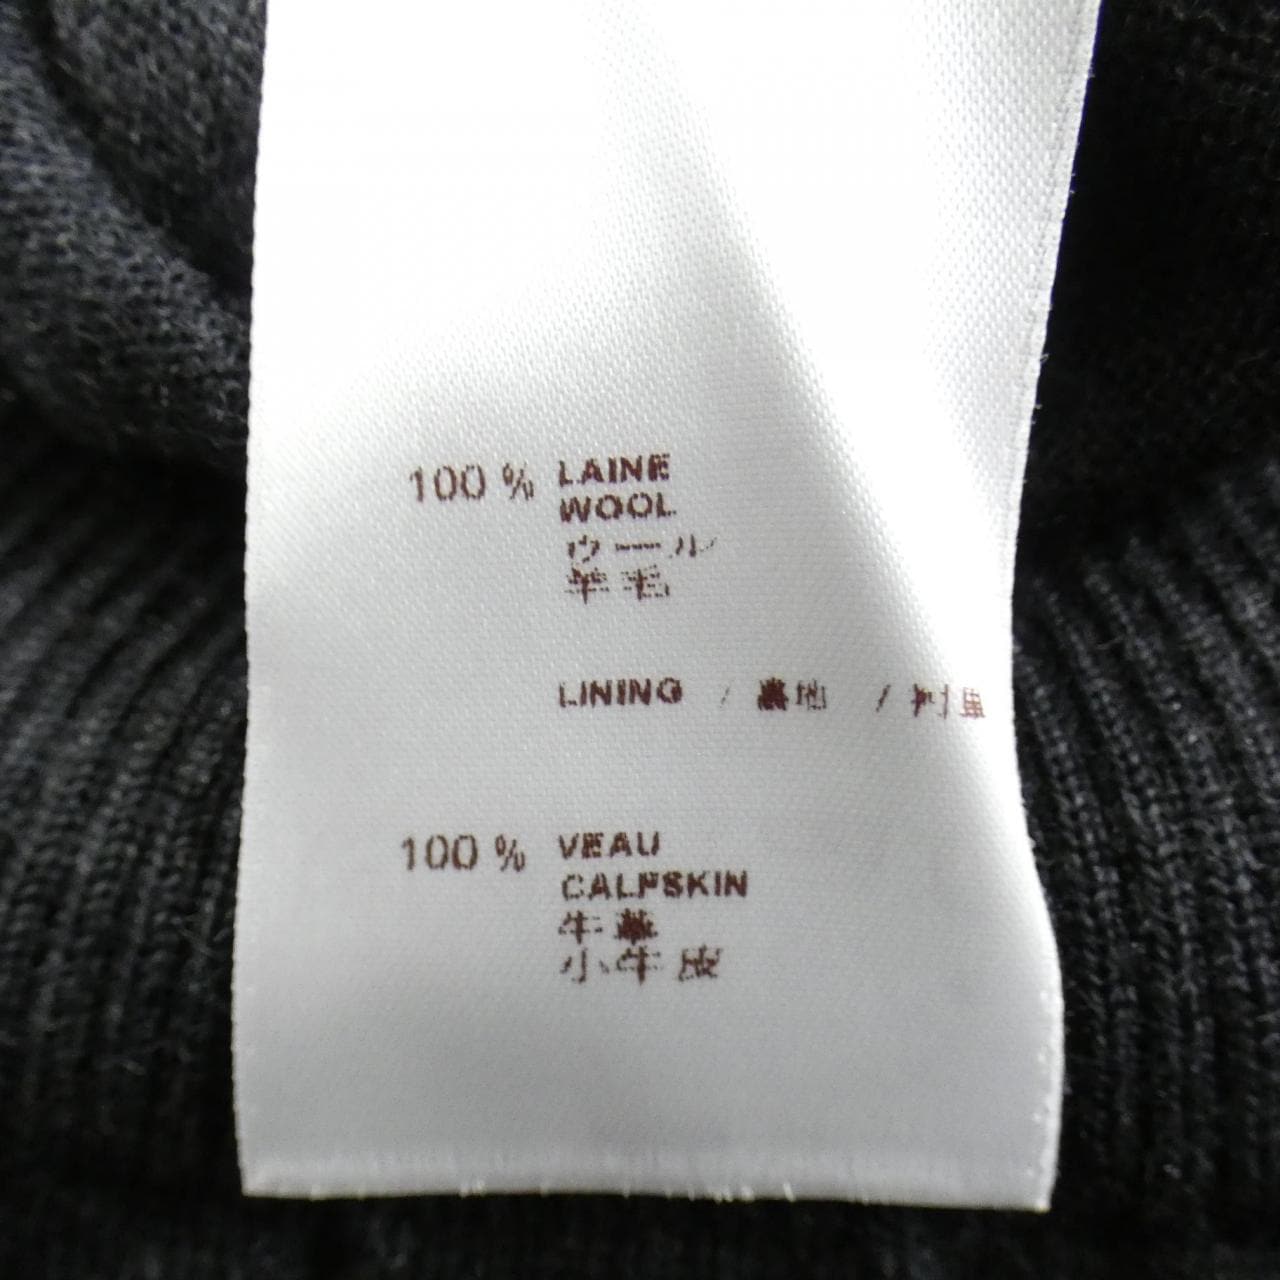 100 % LAINE
WOOL
ウール
羊毛
LINING / 裏地 / 衬里
100 % VEAU
CALFSKIN
牛革
小牛皮